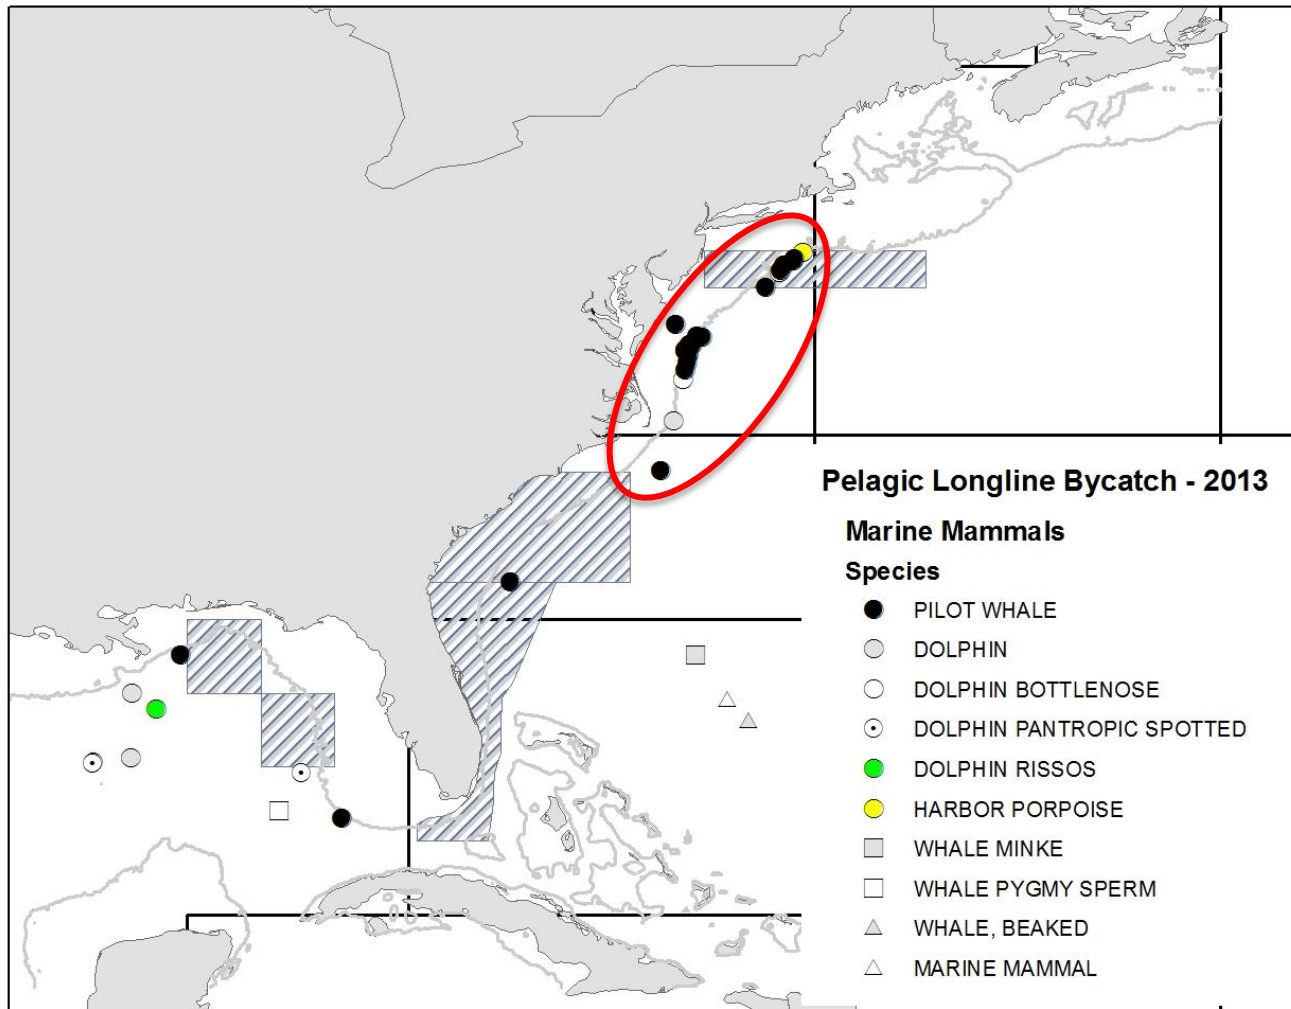 Pelagic Longline Bycatch - 2013
Marine Mammals
Species
PILOT WHALE
DOLPHIN
DOLPHIN BOTTLENOSE
DOLPHIN PANTROPIC SPOTTED
DOLPHIN RISSOS
HARBOR PORPOISE
WHALE MINKE
WHALE PYGMY SPERM
WHALE, BEAKED
MARINE MAMMAL